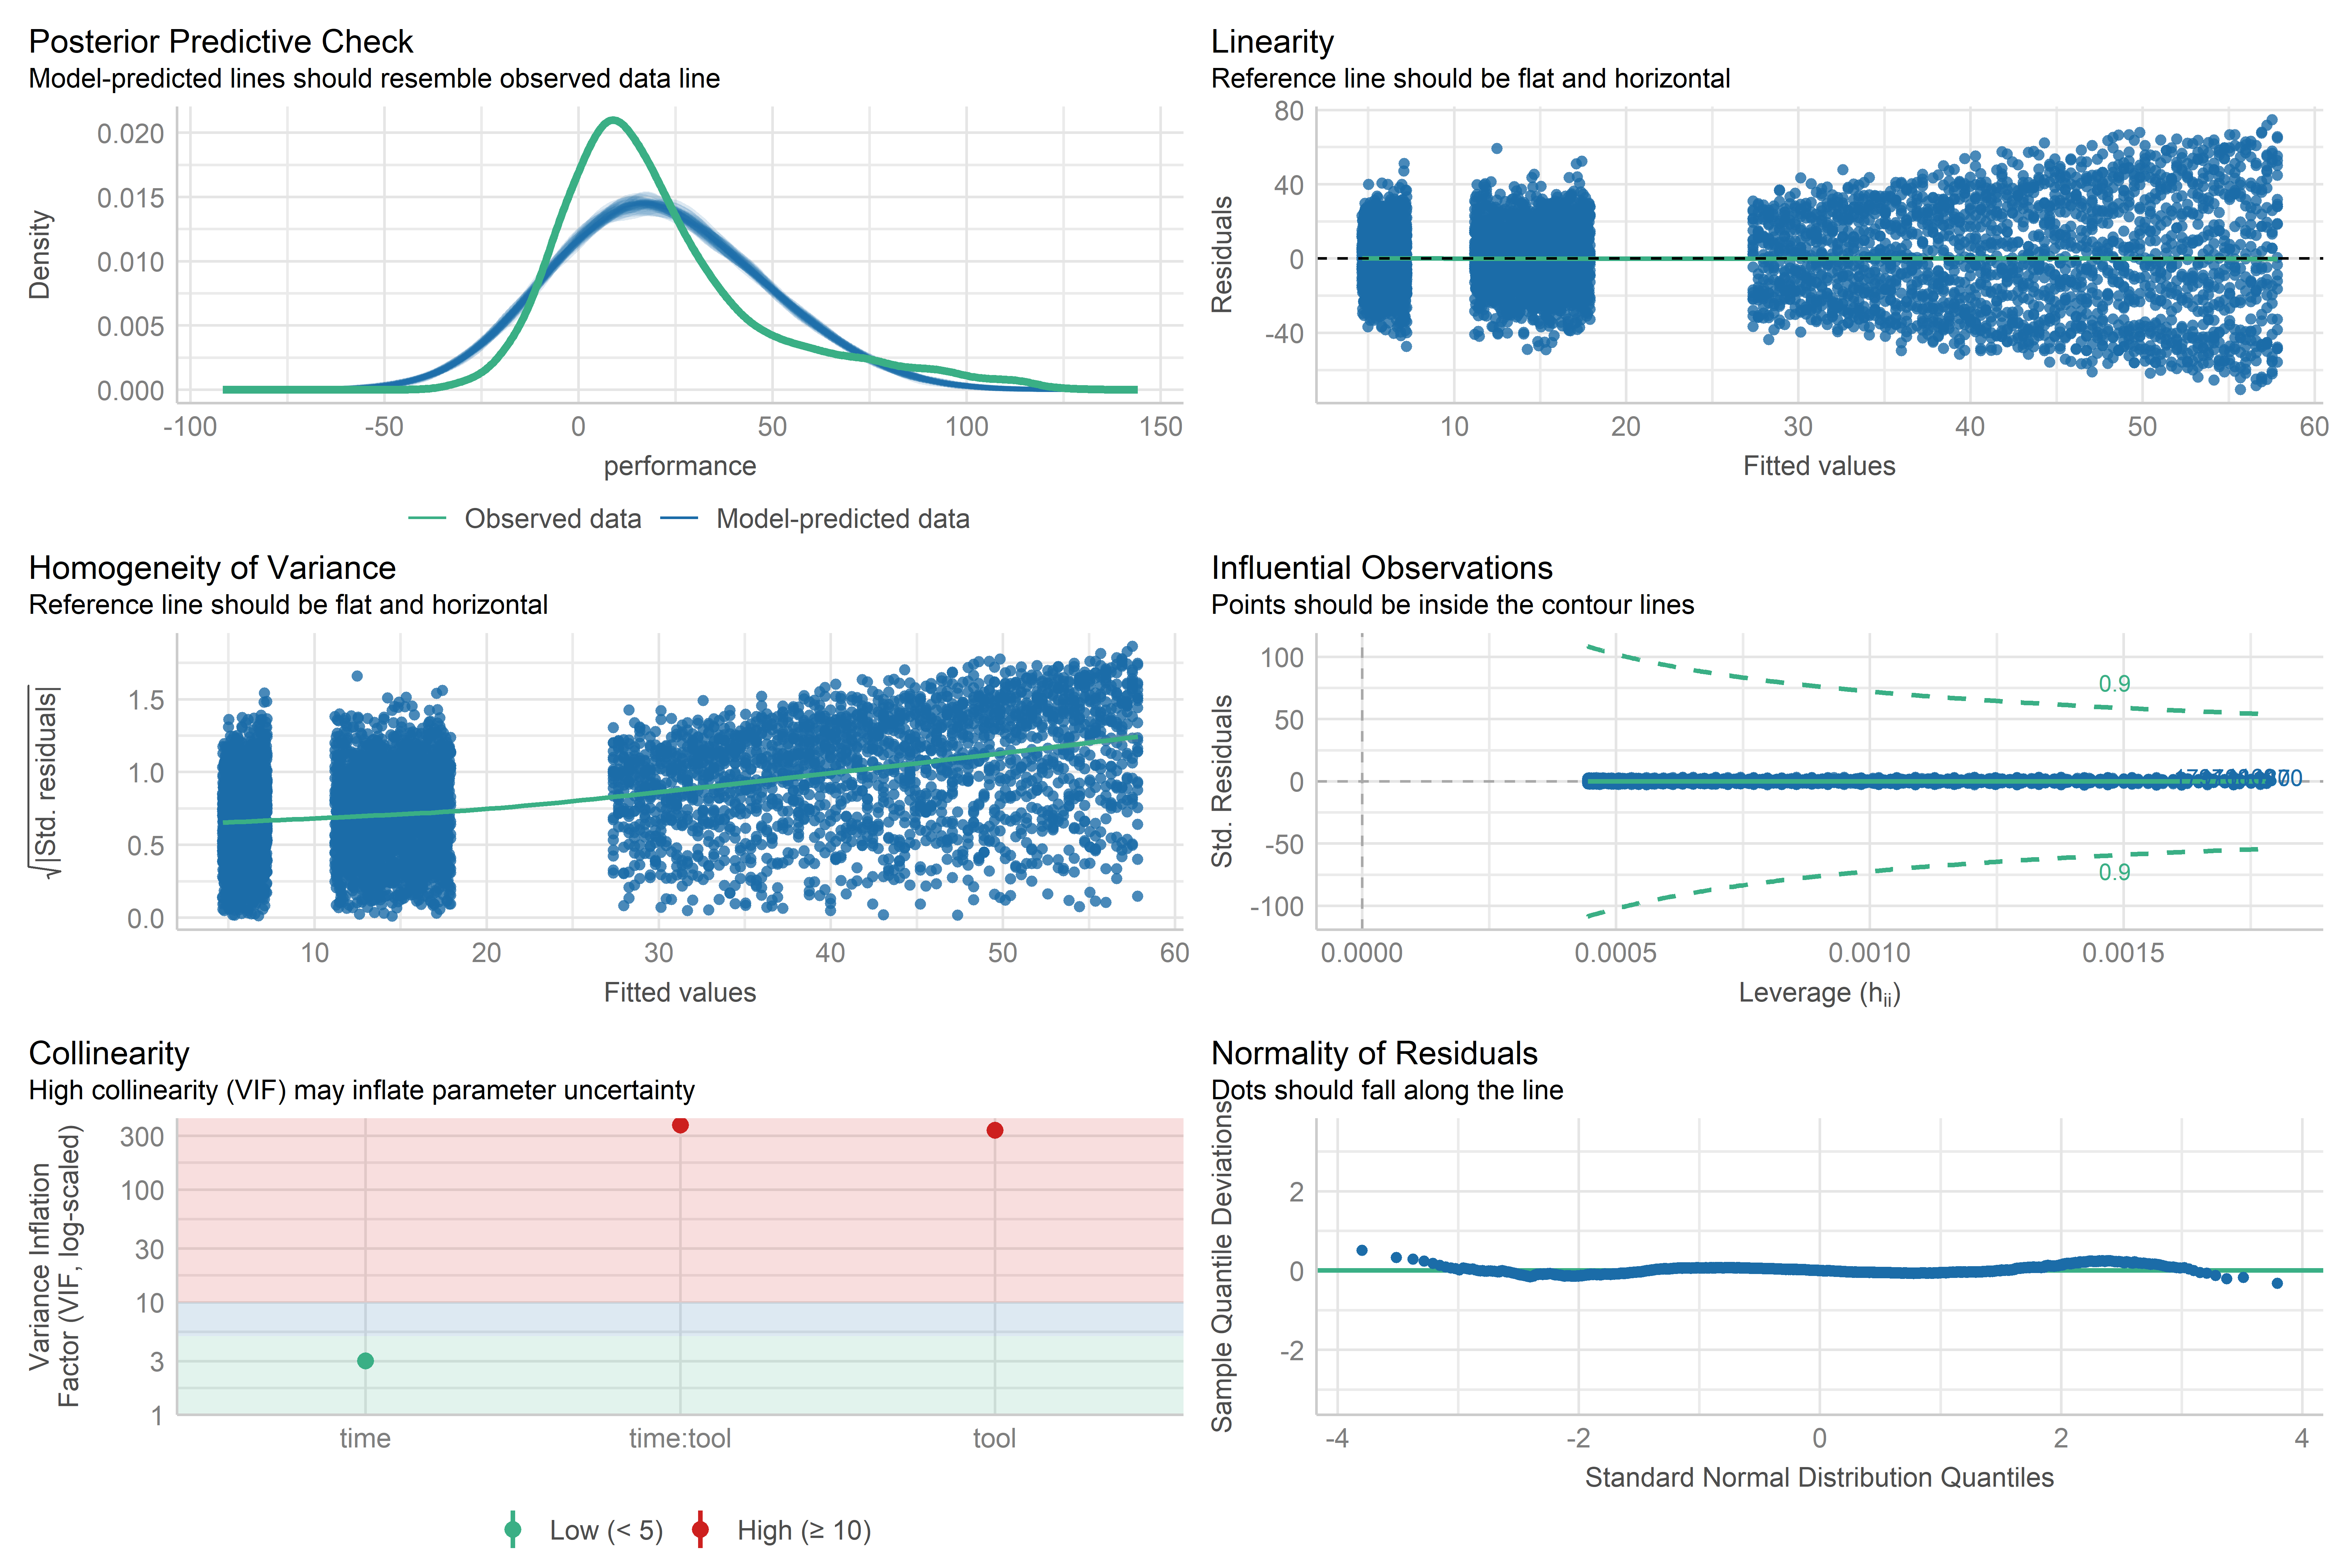 Posterior Predictive Check
Model-predicted lines should resemble observed data line
Density
0.020
0.015
0.010
0.005
0.000
-100 -50 0 50 100 150
performance
Observed data Model-predicted data
Linearity
Reference line should be flat and horizontal
Residuals
80
40
0
-40
10 20 30 40 50 60
Fitted values
Homogeneity of Variance
Reference line should be flat and horizontal
√|Std. residuals|
1.5
1.0
0.5
0.0
10 20 30 40 50 60
Fitted values
Influential Observations
Points should be inside the contour lines
Std. Residuals
100
50
0
-50
-100
0.9
0.9
0.0000 0.0005 0.0010 0.0015
Leverage (hii)
Collinearity
High collinearity (VIF) may inflate parameter uncertainty
Variance Inflation
Factor (VIF, log-scaled)
300
100
30
10
3
1
time time:tool tool
Low (< 5) High (≥ 10)
Normality of Residuals
Dots should fall along the line
Sample Quantile Deviations
2
0
-2
-4 -2 0 2 4
Standard Normal Distribution Quantiles